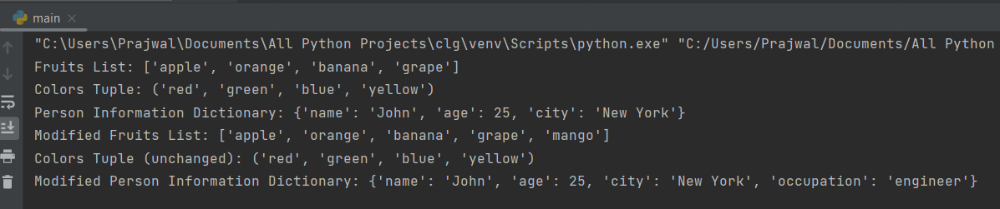 main
"C:\Users\Prajwal\Documents\All Python Projects\clg\venv\Scripts\python.exe" "C:/Users/Prajwal/Documents/All Python
Fruits List: ['apple', 'orange', 'banana', 'grape']
Colors Tuple: ('red', 'green', 'blue', 'yellow')
Person Information Dictionary: {'name': 'John', 'age': 25, 'city': 'New York'}
Modified Fruits List: ['apple', 'orange', 'banana', 'grape', 'mango']
Colors Tuple (unchanged): ('red', 'green', 'blue', 'yellow')
Modified Person Information Dictionary: {'name': 'John', 'age': 25, 'city': 'New York', 'occupation': 'engineer'}